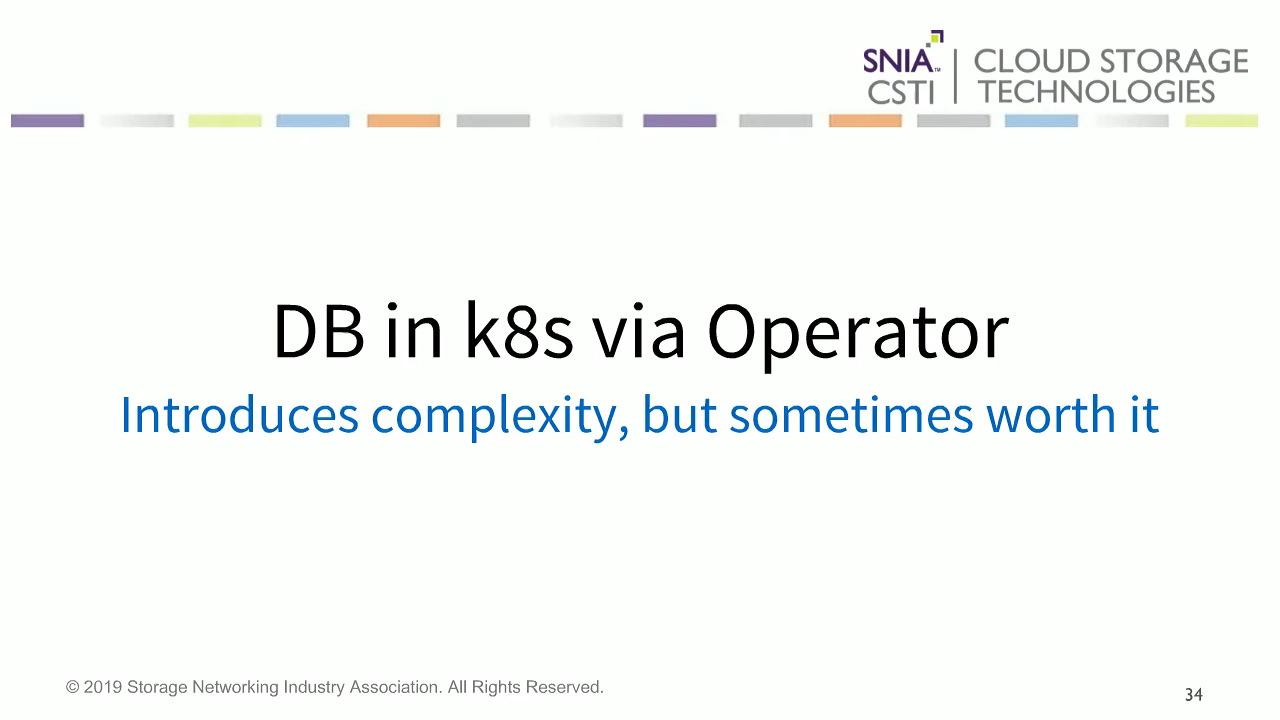 SNIA™ CSTI
CLOUD STORAGE
TECHNOLOGIES
DB in k8s via Operator
Introduces complexity, but sometimes worth it
© 2019 Storage Networking Industry Association. All Rights Reserved.
34